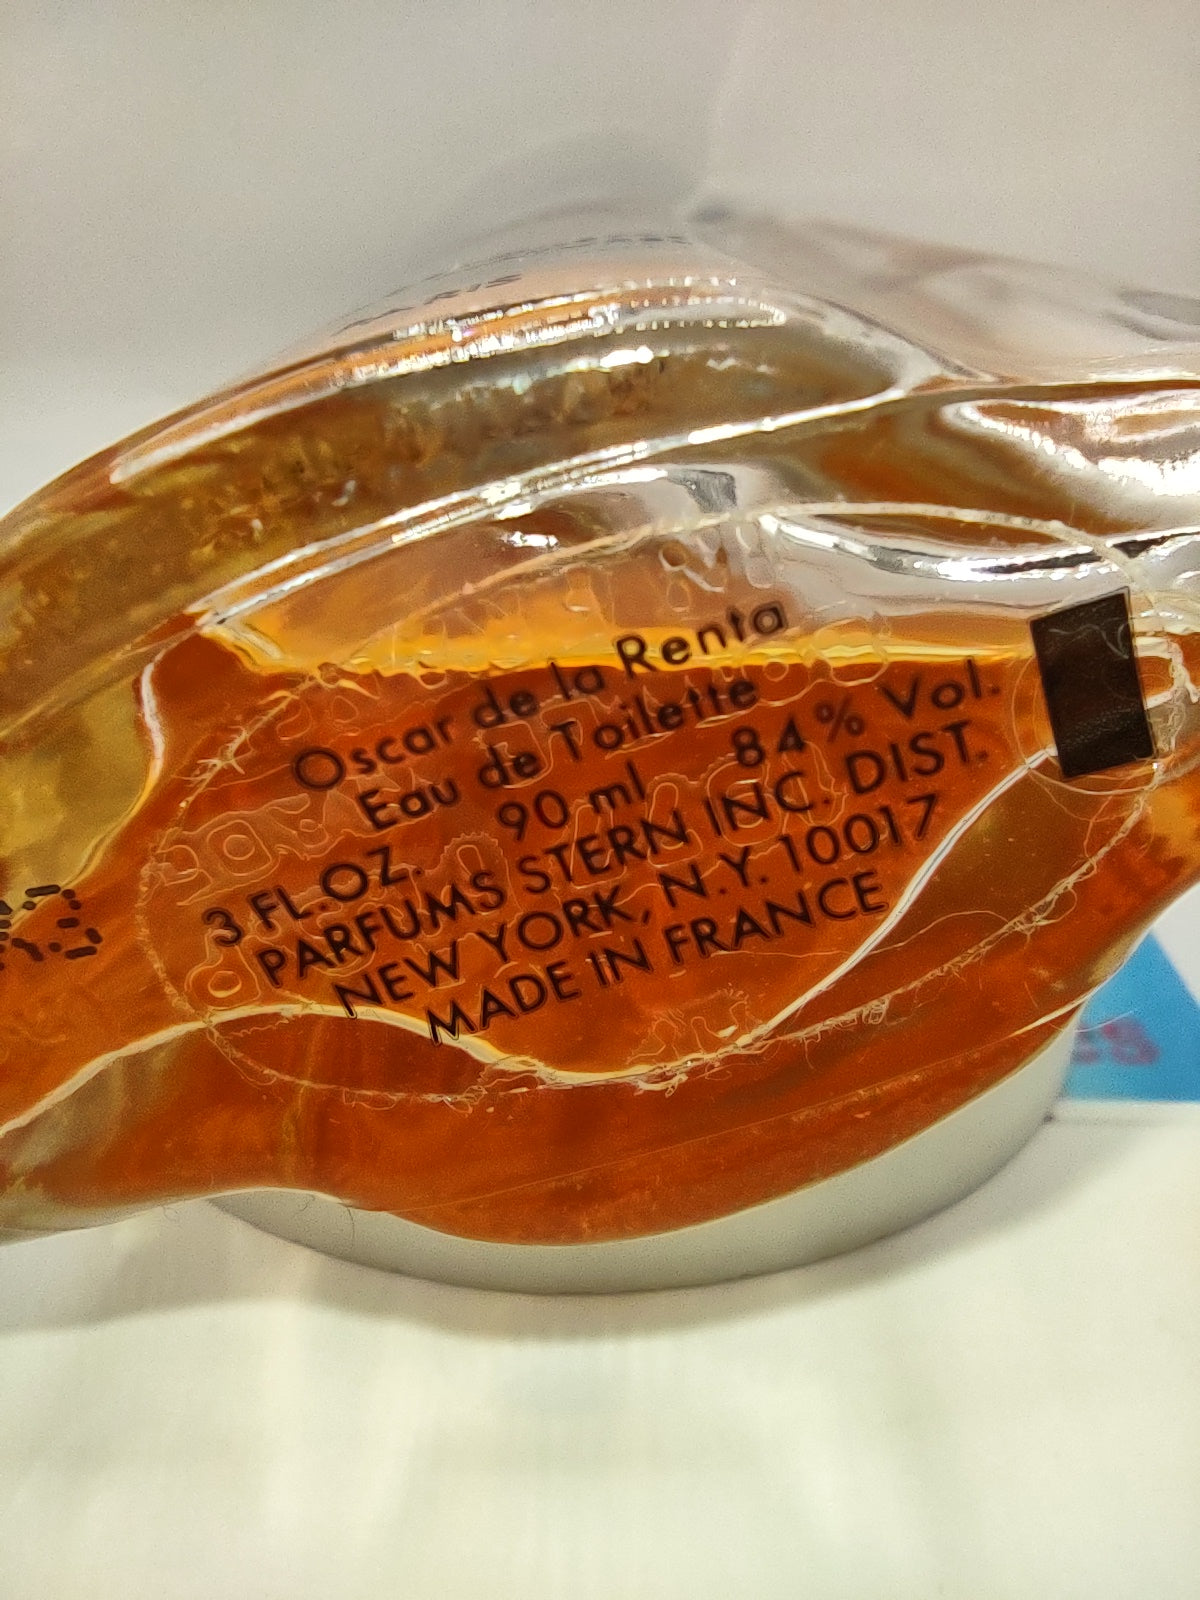 Oscar de la Renta
Eau de Toilette
3 FL.OZ. 90 ml 84% Vol.
PARFUMS STERN INC. DIST.
NEW YORK, N.Y. 10017
MADE IN FRANCE